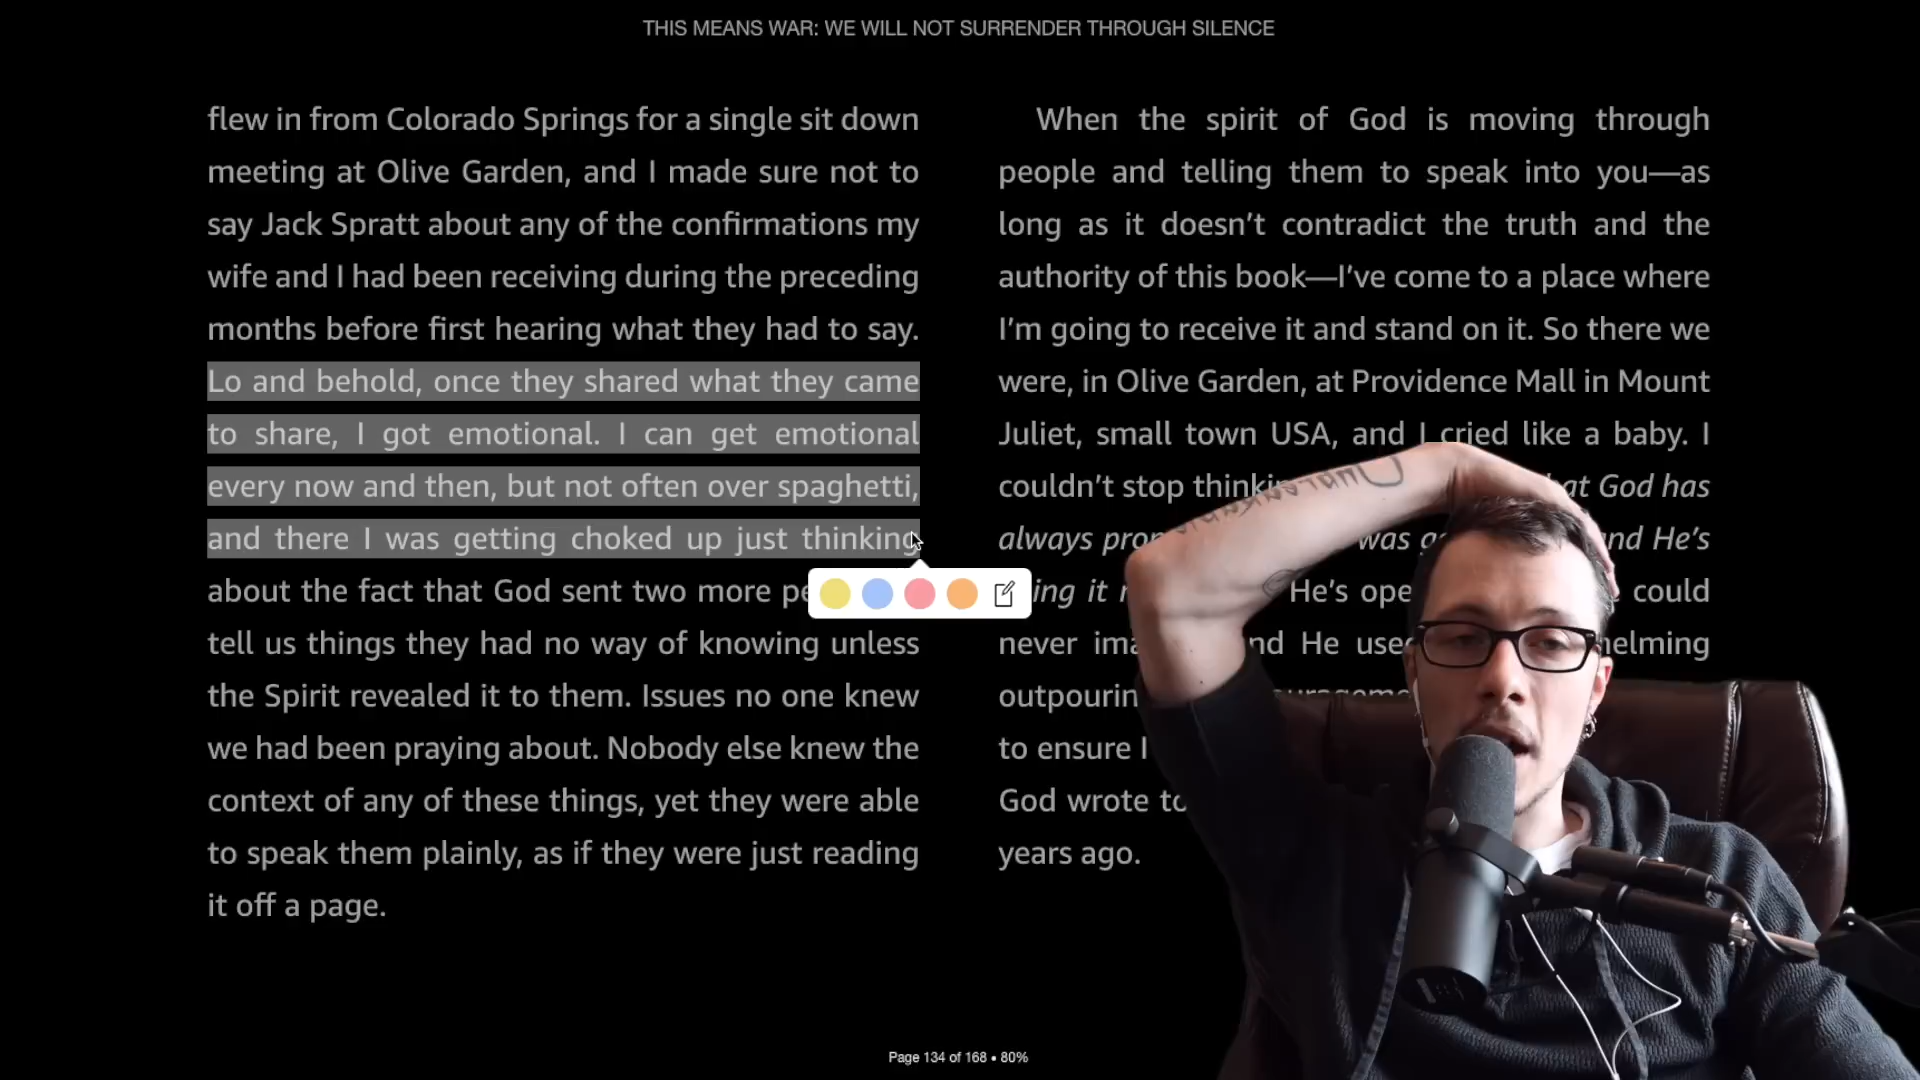 THIS MEANS WAR: WE WILL NOT SURRENDER THROUGH SILENCE
flew in from Colorado Springs for a single sit down
meeting at Olive Garden, and I made sure not to
say Jack Spratt about any of the confirmations my
wife and I had been receiving during the preceding
months before first hearing what they had to say.
Lo and behold, once they shared what they came
to share, I got emotional. I can get emotional
every now and then, but not often over spaghetti,
and there I was getting choked up just thinking
about the fact that God sent two more
tell us things they had no way of knowing unless
the Spirit revealed it to them. Issues no one knew
we had been praying about. Nobody else knew the
context of any of these things, yet they were able
to speak them plainly, as if they were just reading
it off a page.
When the spirit of God is moving through
people and telling them to speak into you—as
long as it doesn’t contradict the truth and the
authority of this book—I’ve come to a place where
I’m going to receive it and stand on it. So there we
were, in Olive Garden, at Providence Mall in Mount
Juliet, small town USA, and I cried like a baby. I
couldn’t stop God has
always was He’s
it He’s could
never He
to ensure I
God wrote to
years ago.
Page 134 of 168 • 80%